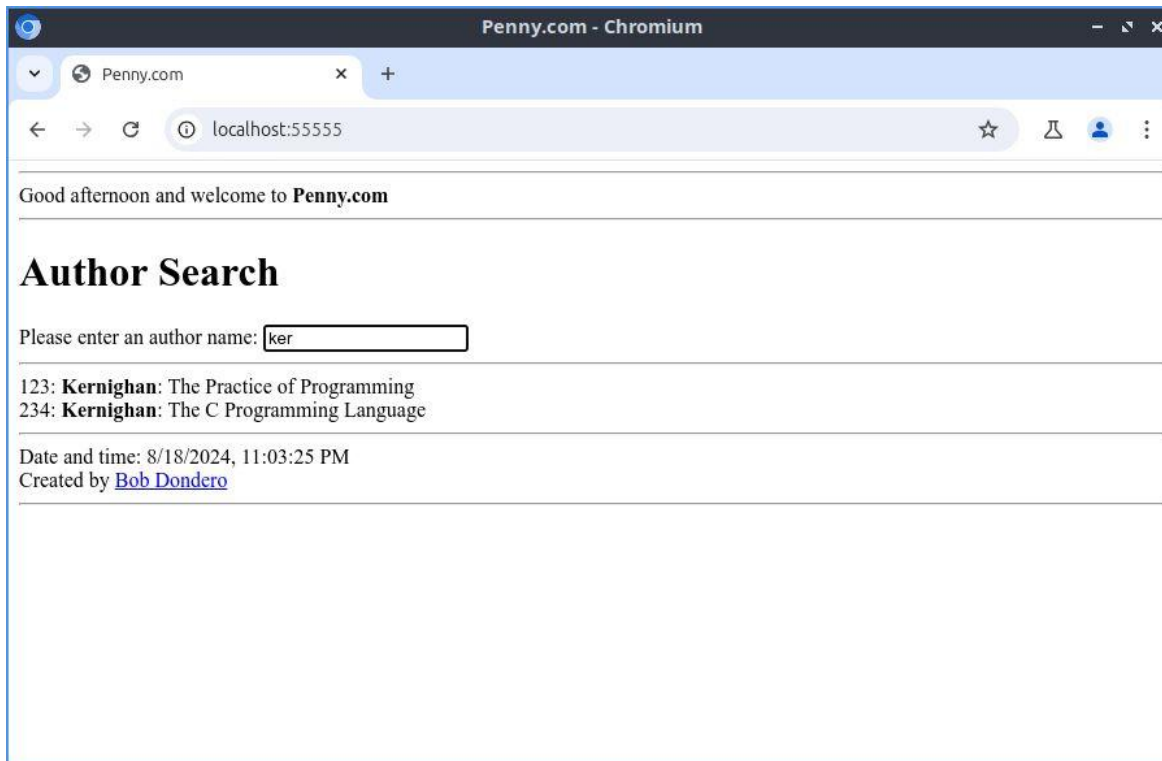 Penny.com - Chromium
Penny.com
localhost:55555
Good afternoon and welcome to Penny.com
Author Search
Please enter an author name: ker
123: Kernighan: The Practice of Programming
234: Kernighan: The C Programming Language
Date and time: 8/18/2024, 11:03:25 PM
Created by Bob Dondero